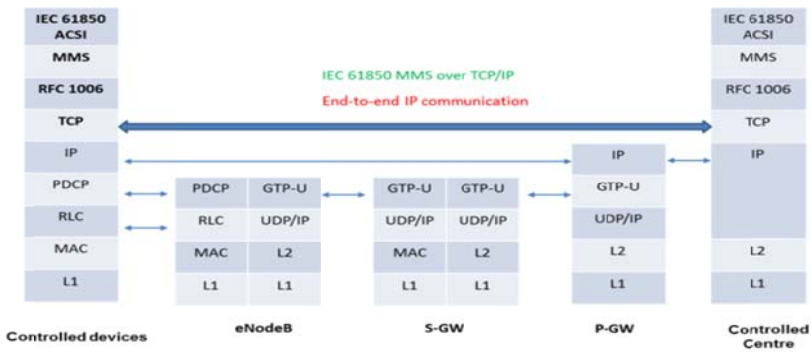 IEC 61850
ACSI
MMS
RFC 1006
TCP
IP
PDCP
RLC
MAC
L1
Controlled devices
IEC 61850 MMS over TCP/IP
End-to-end IP communication
PDCP GTP-U
RLC UDP/IP
MAC L2
L1 L1
eNodeB
GTP-U GTP-U
UDP/IP UDP/IP
MAC L2
L1 L1
S-GW
IP
GTP-U
UDP/IP
L2
L1
P-GW
IEC 61850
ACSI
MMS
RFC 1006
TCP
IP
L2
L1
Controlled
Centre